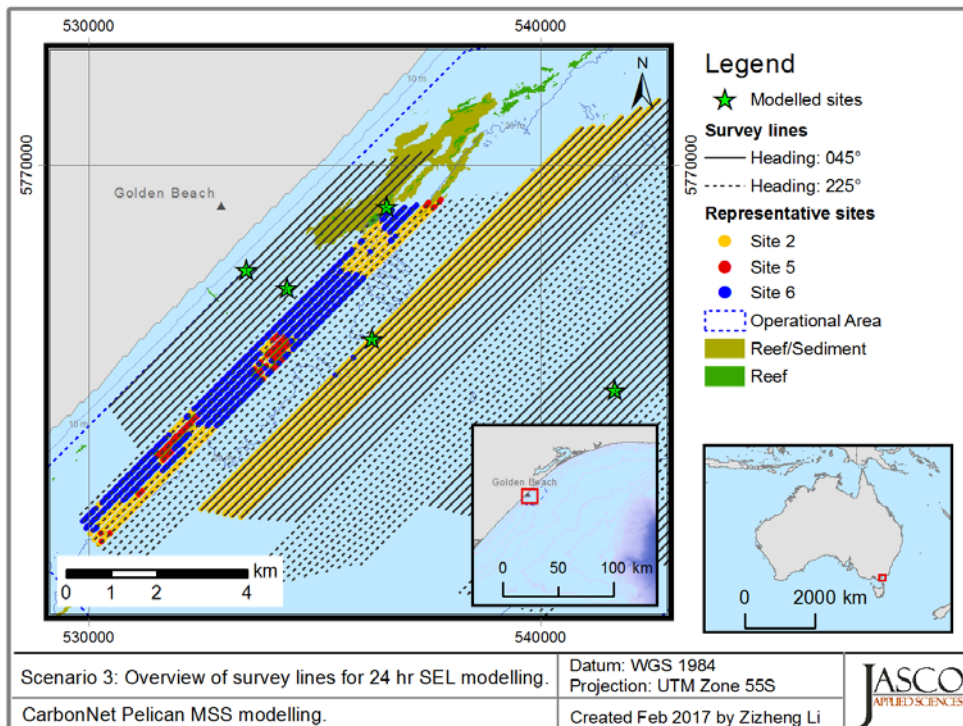 530000
540000
5770000
5770000
10 m
20 m
10 m
N
Golden Beach
km
0 1 2 4
Golden Beach
km
0 50 100
530000
540000
Legend
Modelled sites
Survey lines
Heading: 045°
Heading: 225°
Representative sites
Site 2
Site 5
Site 6
Operational Area
Reef/Sediment
Reef
0 2000 km
Scenario 3: Overview of survey lines for 24 hr SEL modelling.
CarbonNet Pelican MSS modelling.
Datum: WGS 1984
Projection: UTM Zone 55S
Created Feb 2017 by Zizheng Li
JASCO
APPLIED SCIENCES